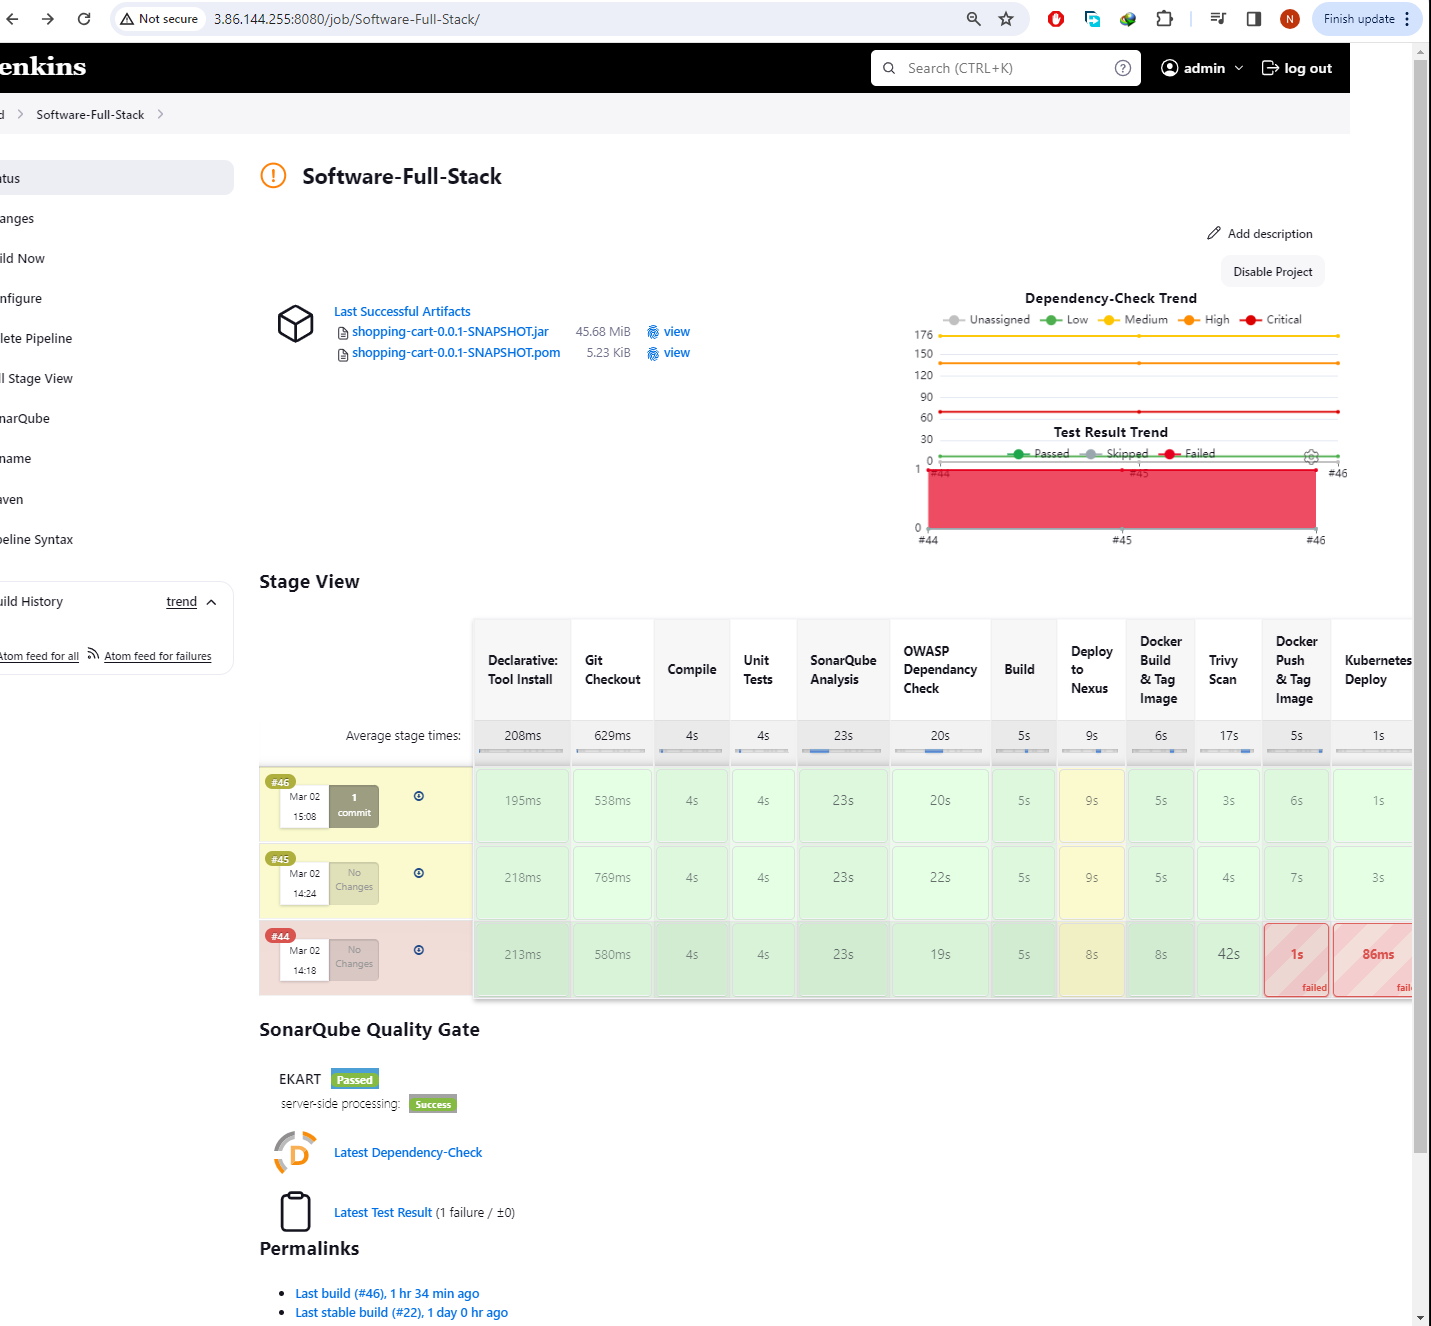 Not secure
3.86.144.255:8080/job/Software-Full-Stack/
N
Finish update
enkins
Search (CTRL+K)
?
admin
log out
d
Software-Full-Stack
atus
anges
ild Now
nfigure
lete Pipeline
l Stage View
narQube
name
aven
peline Syntax
uild History
trend
Atom feed for all
Atom feed for failures
Software-Full-Stack
Add description
Disable Project
Last Successful Artifacts
shopping-cart-0.0.1-SNAPSHOT.jar 45.68 MiB view
shopping-cart-0.0.1-SNAPSHOT.pom 5.23 KiB view
Dependency-Check Trend
Unassigned Low Medium High Critical
176
150
120
90
60
30
0
#44 #45 #46
Test Result Trend
Passed Skipped Failed
1
0
#44 #45 #46
Stage View
Declarative: Tool Install
Git Checkout
Compile
Unit Tests
SonarQube Analysis
OWASP Dependancy Check
Build
Deploy to Nexus
Docker Build & Tag Image
Trivy Scan
Docker Push & Tag Image
Kubernetes Deploy
Average stage times: 208ms 629ms 4s 4s 23s 20s 5s 9s 6s 17s 5s 1s
#46
Mar 02
15:08
1
commit
195ms 538ms 4s 4s 23s 20s 5s 9s 5s 3s 6s 1s
#45
Mar 02
14:24
No
Changes
218ms 769ms 4s 4s 23s 22s 5s 9s 5s 4s 7s 3s
#44
Mar 02
14:18
No
Changes
213ms 580ms 4s 4s 23s 19s 5s 8s 8s 42s 1s 86ms
failed
fail
SonarQube Quality Gate
EKART Passed
server-side processing: Success
D
Latest Dependency-Check
Latest Test Result (1 failure / ±0)
Permalinks
Last build (#46), 1 hr 34 min ago
Last stable build (#22), 1 day 0 hr ago